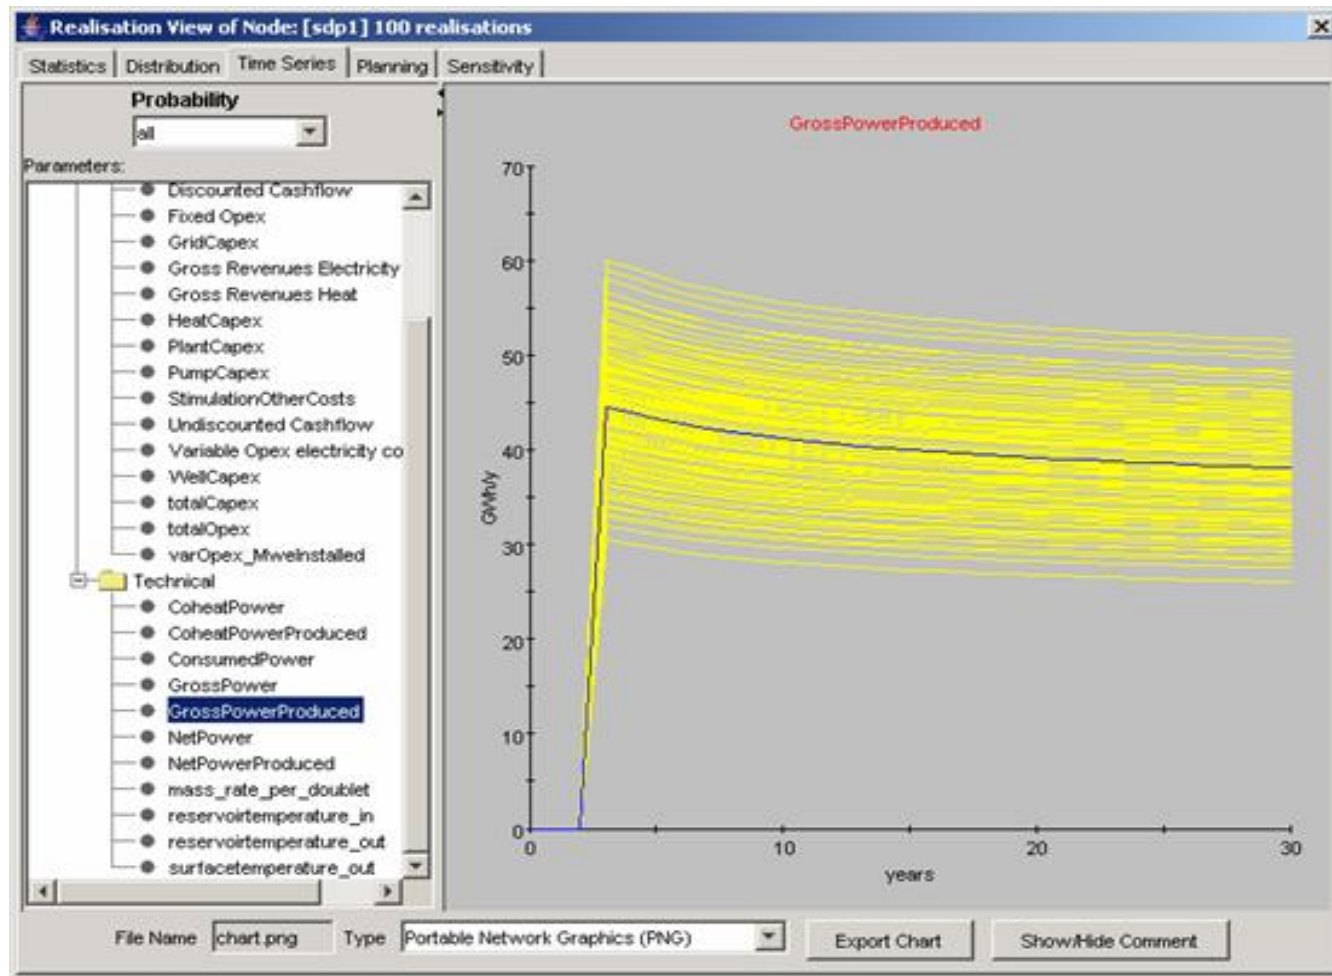 Realisation View of Node: [sdp1] 100 realisations
Statistics Distribution Time Series Planning Sensitivity
Probability
all
Parameters:
Discounted Cashflow
Fixed Opex
GridCapex
Gross Revenues Electricity
Gross Revenues Heat
HeatCapex
PlantCapex
PumpCapex
StimulationOtherCosts
Undiscounted Cashflow
Variable Opex electricity co
WellCapex
totalCapex
totalOpex
varOpex_MweInstalled
Technical
CoheatPower
CoheatPowerProduced
ConsumedPower
GrossPower
GrossPowerProduced
NetPower
NetPowerProduced
mass_rate_per_doublet
reservoirtemperature_in
reservoirtemperature_out
surfacetemperature_out
GrossPowerProduced
70
60
50
40
GWh/y
30
20
10
0
0 10 20 30
years
File Name chart.png Type Portable Network Graphics (PNG) Export Chart Show/Hide Comment